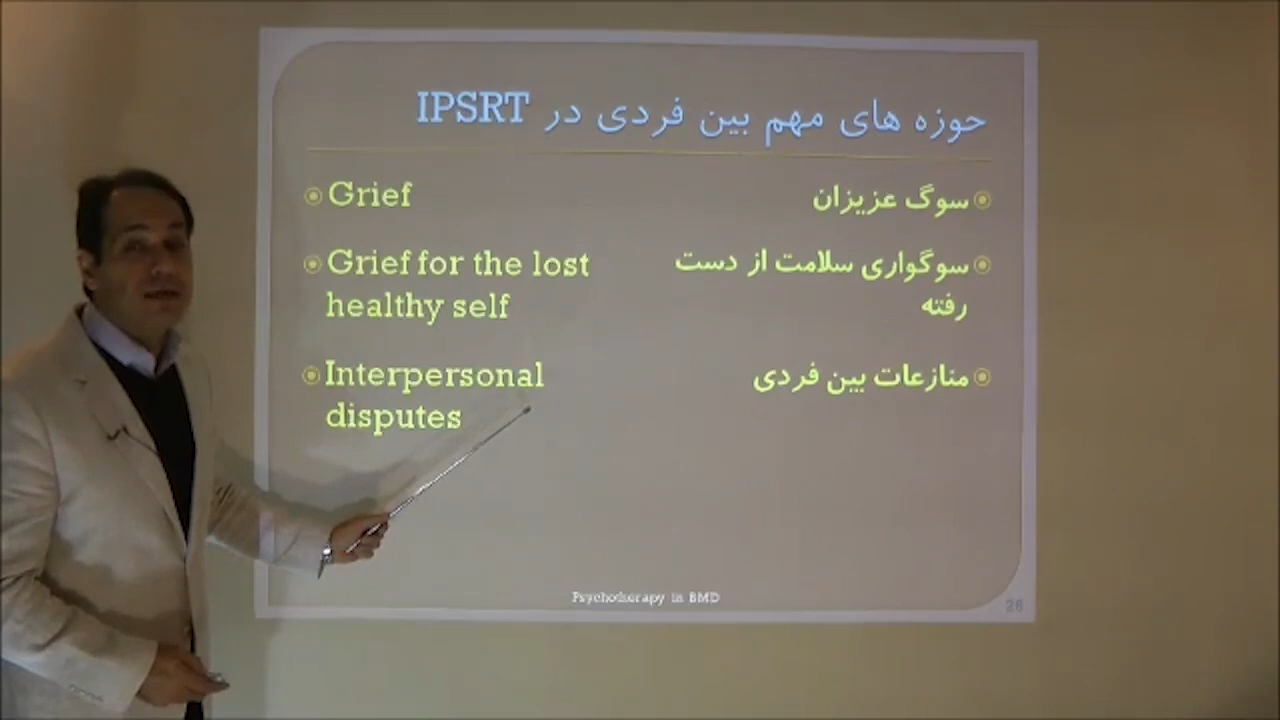 حوزه های مهم بین فردی در IPSRT
Grief
Grief for the lost
healthy self
Interpersonal
disputes
سوگ عزیزان
سوگواری سلامت از دست
رفته
منازعات بین فردی
Psychotherapy in BMD
26